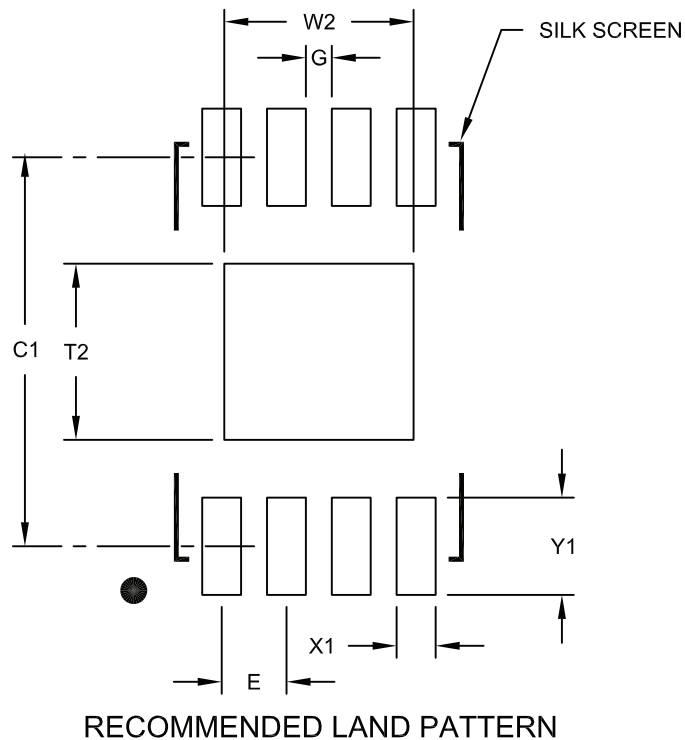 W2
SILK SCREEN
G
C1
T2
Y1
X1
E
RECOMMENDED LAND PATTERN